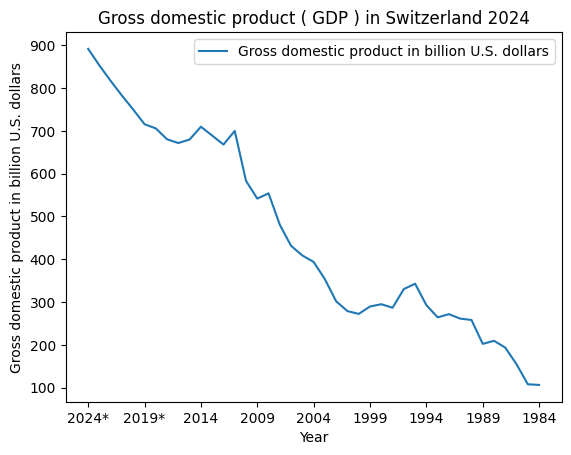 Gross domestic product ( GDP ) in Switzerland 2024
Gross domestic product in billion U.S. dollars
Gross domestic product in billion U.S. dollars
900
800
700
600
500
400
300
200
100
2024* 2019* 2014 2009 2004 1999 1994 1989 1984
Year